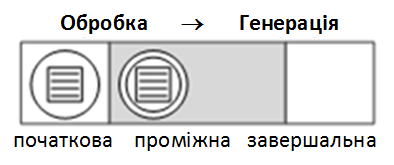 Обробка → Генерація
початкова проміжна завершальна